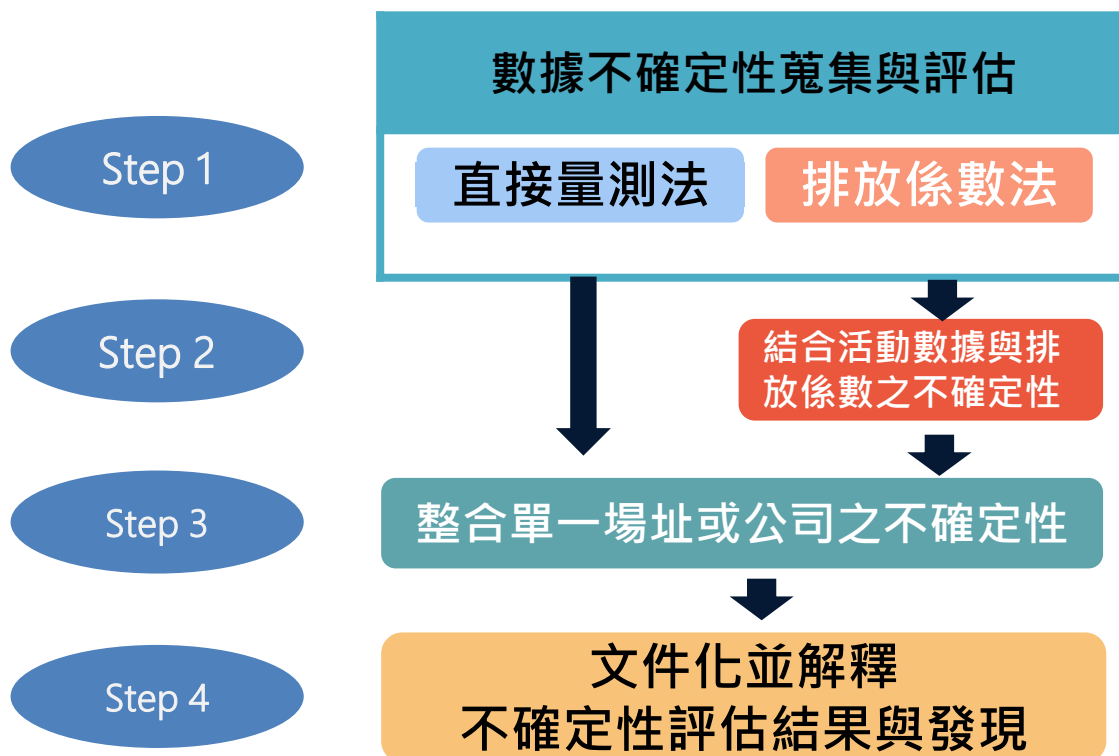 數據不確定性蒐集與評估
Step 1
直接量測法
排放係數法
Step 2
結合活動數據與排
放係數之不確定性
Step 3
整合單一場址或公司之不確定性
Step 4
文件化並解釋
不確定性評估結果與發現